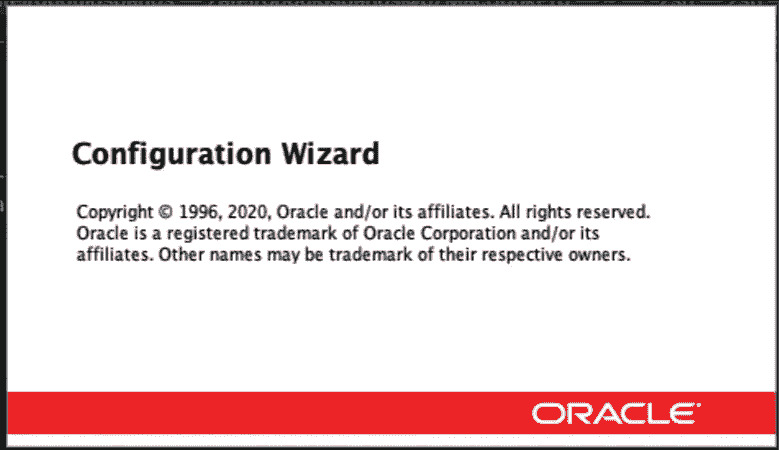 Configuration Wizard
Copyright © 1996, 2020, Oracle and/or its affiliates. All rights reserved.
Oracle is a registered trademark of Oracle Corporation and/or its
affiliates. Other names may be trademark of their respective owners.
ORACLE